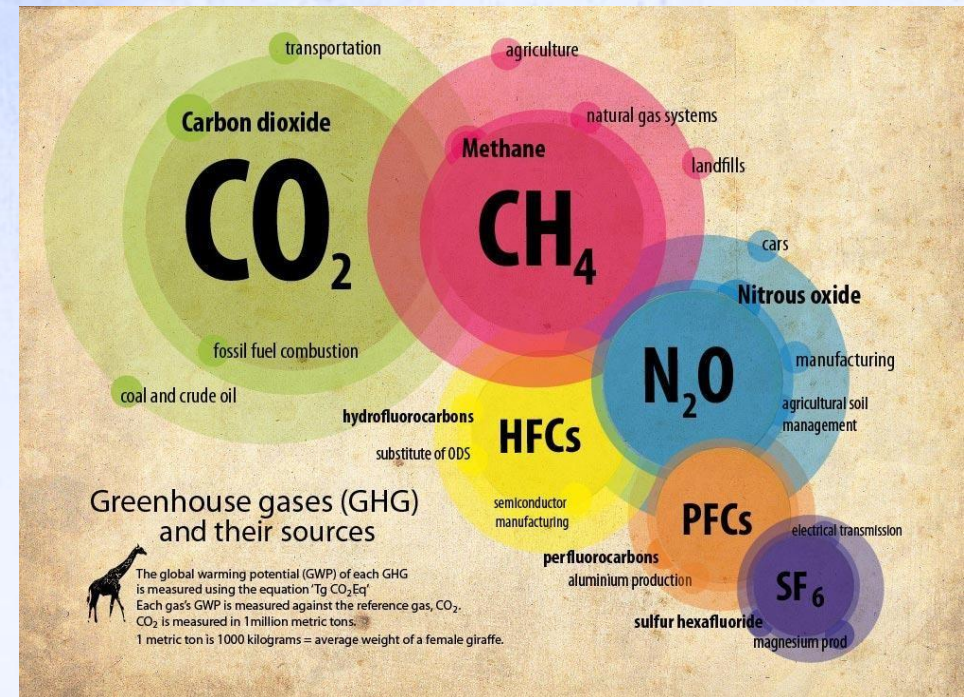 transportation
Carbon dioxide
CO₂
fossil fuel combustion
coal and crude oil
agriculture
natural gas systems
Methane
landfills
CH₄
cars
Nitrous oxide
N₂O
manufacturing
agricultural soil
management
hydrofluorocarbons
HFCs
substitute of ODS
semiconductor
manufacturing
PFCs
perfluorocarbons
aluminium production
electrical transmission
SF₆
sulfur hexafluoride
magnesium prod
Greenhouse gases (GHG)
and their sources
The global warming potential (GWP) of each GHG
is measured using the equation 'Tg CO₂Eq'
Each gas's GWP is measured against the reference gas, CO₂.
CO₂ is measured in 1million metric tons.
1 metric ton is 1000 kilograms = average weight of a female giraffe.